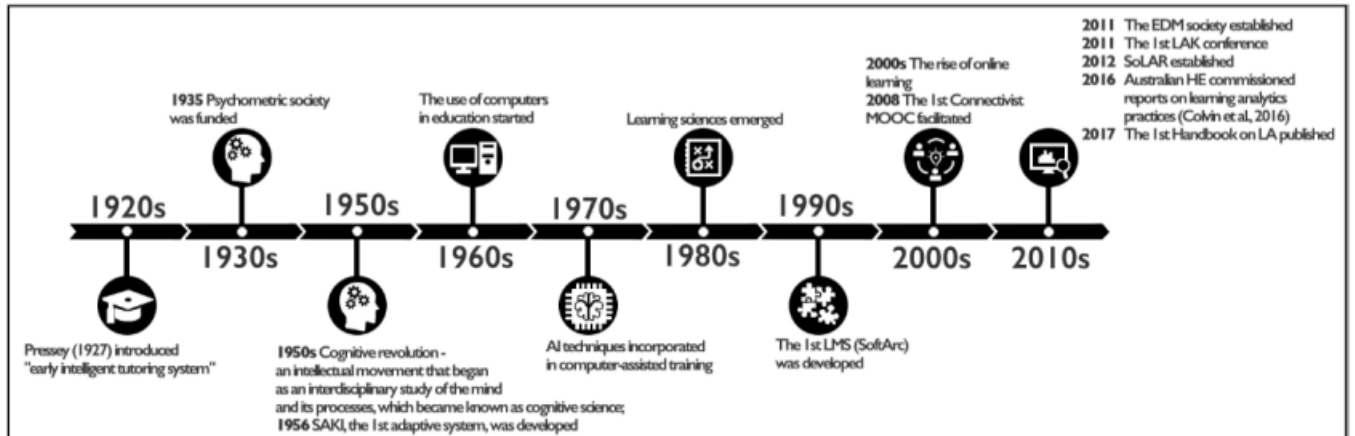 2011 The EDM society established
2011 The 1st LAK conference
2012 SoLAR established
2016 Australian HE commissioned
reports on learning analytics
practices (Colvin et al., 2016)
2017 The 1st Handbook on LA published
2000s The rise of online
learning
2008 The 1st Connectivist
MOOC facilitated
1935 Psychometric society
was funded
The use of computers
in education started
Learning sciences emerged
1920s
1930s
1950s
1960s
1970s
1980s
1990s
2000s
2010s
Pressey (1927) introduced
"early intelligent tutoring system"
1950s Cognitive revolution -
an intellectual movement that began
as an interdisciplinary study of the mind
and its processes, which became known as cognitive science;
1956 SAKI, the 1st adaptive system, was developed
AI techniques incorporated
in computer-assisted training
The 1st LMS (SoftArc)
was developed